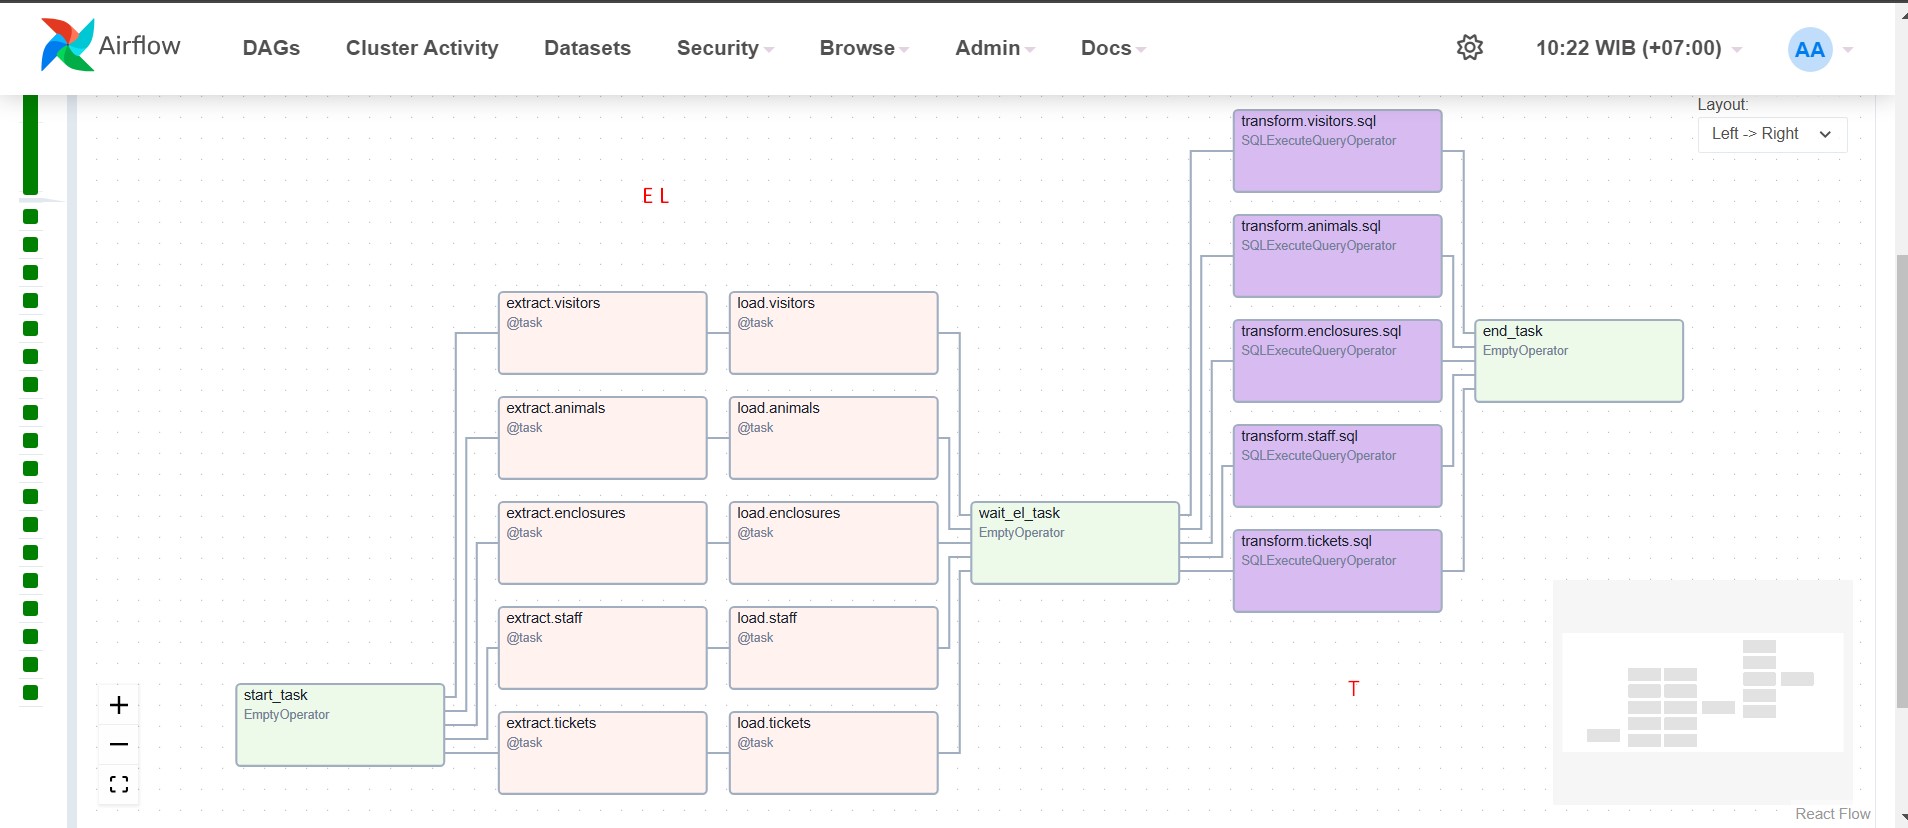 Airflow
DAGs Cluster Activity Datasets Security Browse Admin Docs 10:22 WIB (+07:00) AA
Layout:
Left -> Right
E L
transform.visitors.sql
SQLExecuteQueryOperator
transform.animals.sql
SQLExecuteQueryOperator
extract.visitors
@task
load.visitors
@task
transform.enclosures.sql
SQLExecuteQueryOperator
end_task
EmptyOperator
extract.animals
@task
load.animals
@task
transform.staff.sql
SQLExecuteQueryOperator
extract.enclosures
@task
load.enclosures
@task
wait_el_task
EmptyOperator
transform.tickets.sql
SQLExecuteQueryOperator
extract.staff
@task
load.staff
@task
start_task
EmptyOperator
extract.tickets
@task
load.tickets
@task
T
React Flow